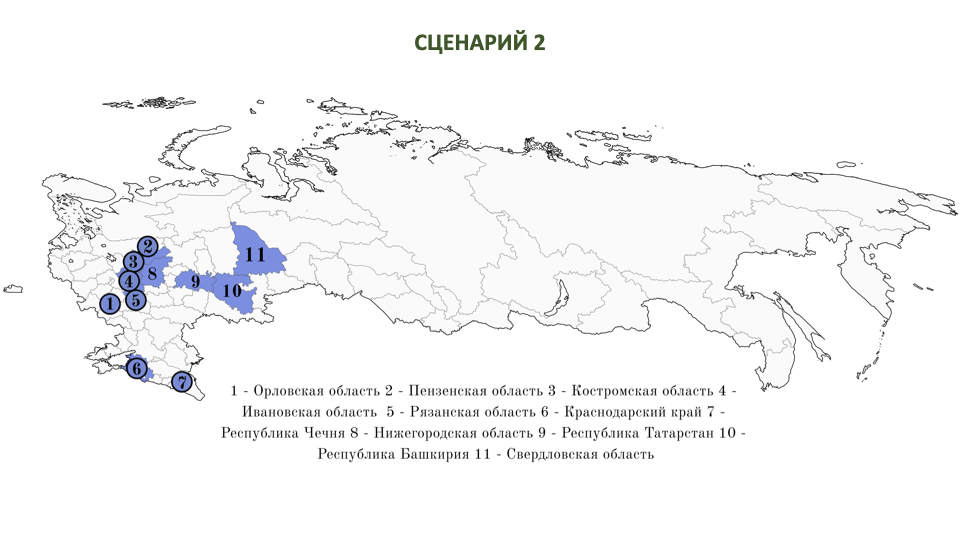 СЦЕНАРИЙ 2
2
3
8
11
4
9
10
1
5
6
7
1 - Орловская область 2 - Пензенская область 3 - Костромская область 4 -
Ивановская область 5 - Рязанская область 6 - Краснодарский край 7 -
Республика Чечня 8 - Нижегородская область 9 - Республика Татарстан 10 -
Республика Башкирия 11 - Свердловская область